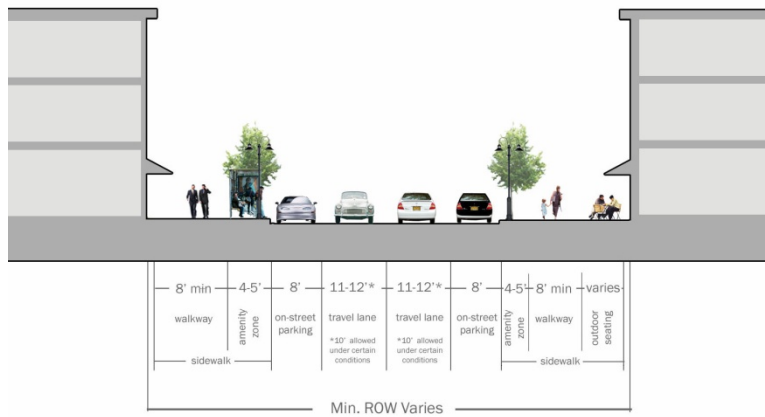 8' min
4-5'
8'
11-12'*
11-12'*
8'
4-5'
8' min
varies
walkway
amenity
zone
on-street
parking
travel lane
*10' allowed
under certain
conditions
travel lane
*10' allowed
under certain
conditions
on-street
parking
amenity
zone
walkway
outdoor
seating
sidewalk
sidewalk
Min. ROW Varies